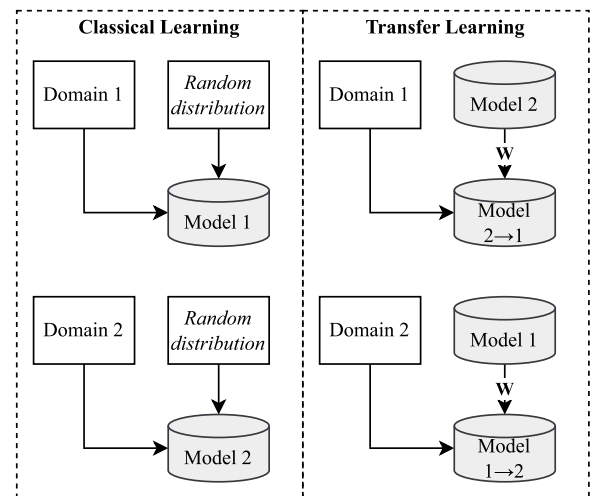 Classical Learning
Domain 1
Random
distribution
Model 1
Domain 2
Random
distribution
Model 2
Transfer Learning
Domain 1
Model 2
W
Model
2→1
Domain 2
Model 1
W
Model
1→2